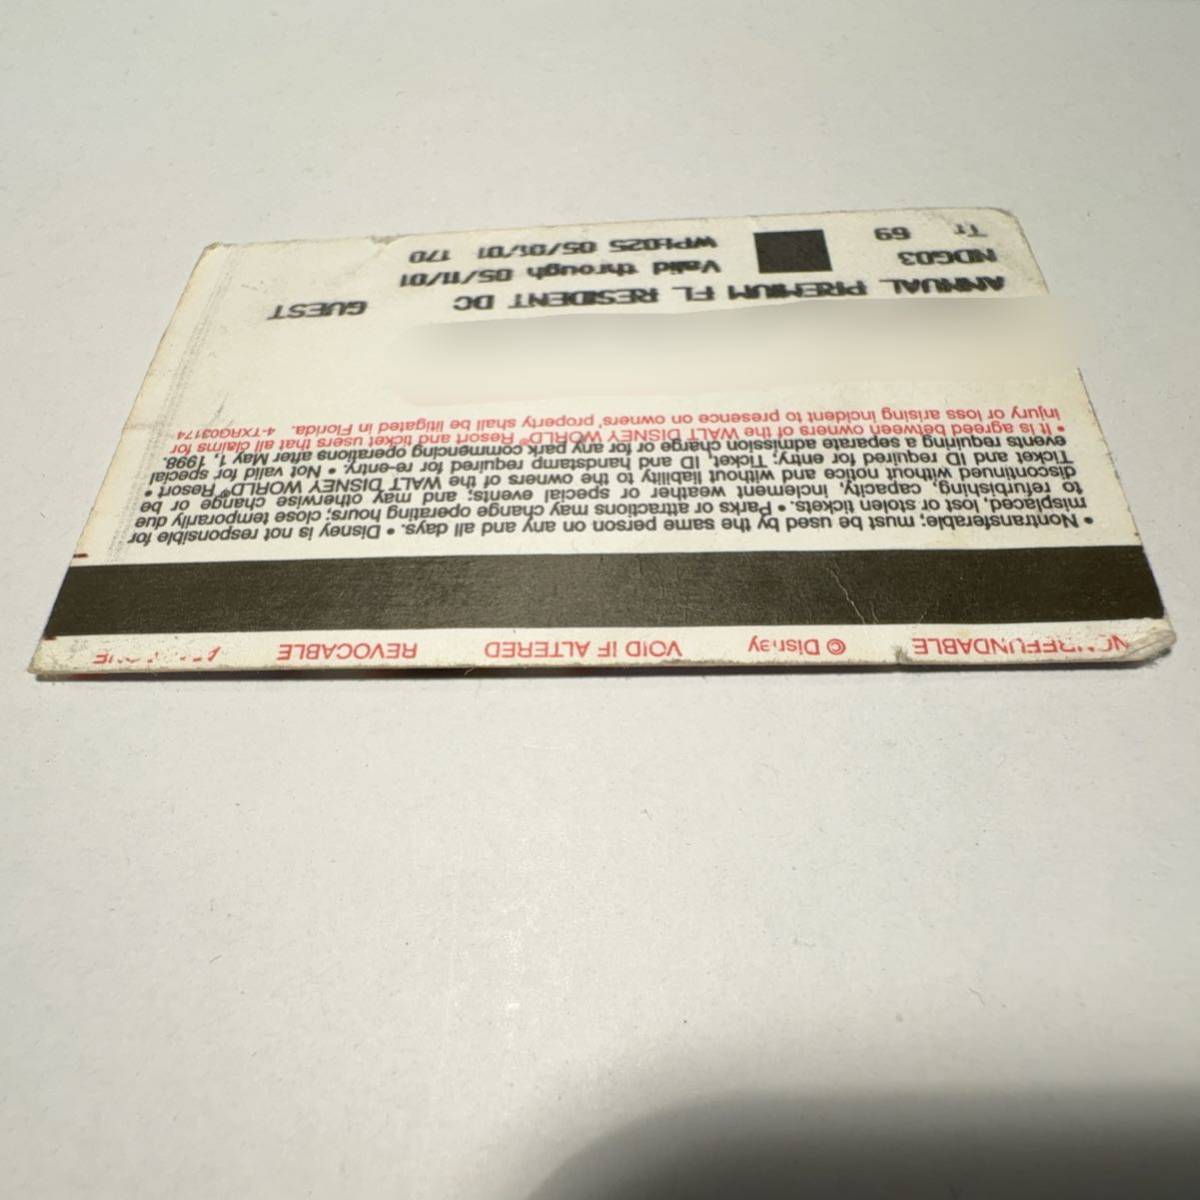 NONREFUNDABLE © Disney VOID IF ALTERED REVOCABLE
• Nontransferable; must be used by the same person on any and all days. • Disney is not responsible for
misplaced, lost or stolen tickets. • Parks or attractions may change operating hours; close temporarily due
to refurbishing, capacity, inclement weather or special events; and may otherwise change or be
discontinued without notice and without liability to the owners of the WALT DISNEY WORLD® Resort •
Ticket and ID required for entry; Ticket, ID and handstamp required for re-entry. • Not valid for special
events requiring a separate admission charge or for any park commencing operations after May 1, 1998.
• It is agreed between owners of the WALT DISNEY WORLD® Resort and ticket users that all claims for
injury or loss arising to incident to presence on owners' property shall be litigated in Florida. 4-TXRG03174
ANNUAL PREMIUM FL RESIDENT DC GUEST
NDG03 Valid through 05/11/01
69 170